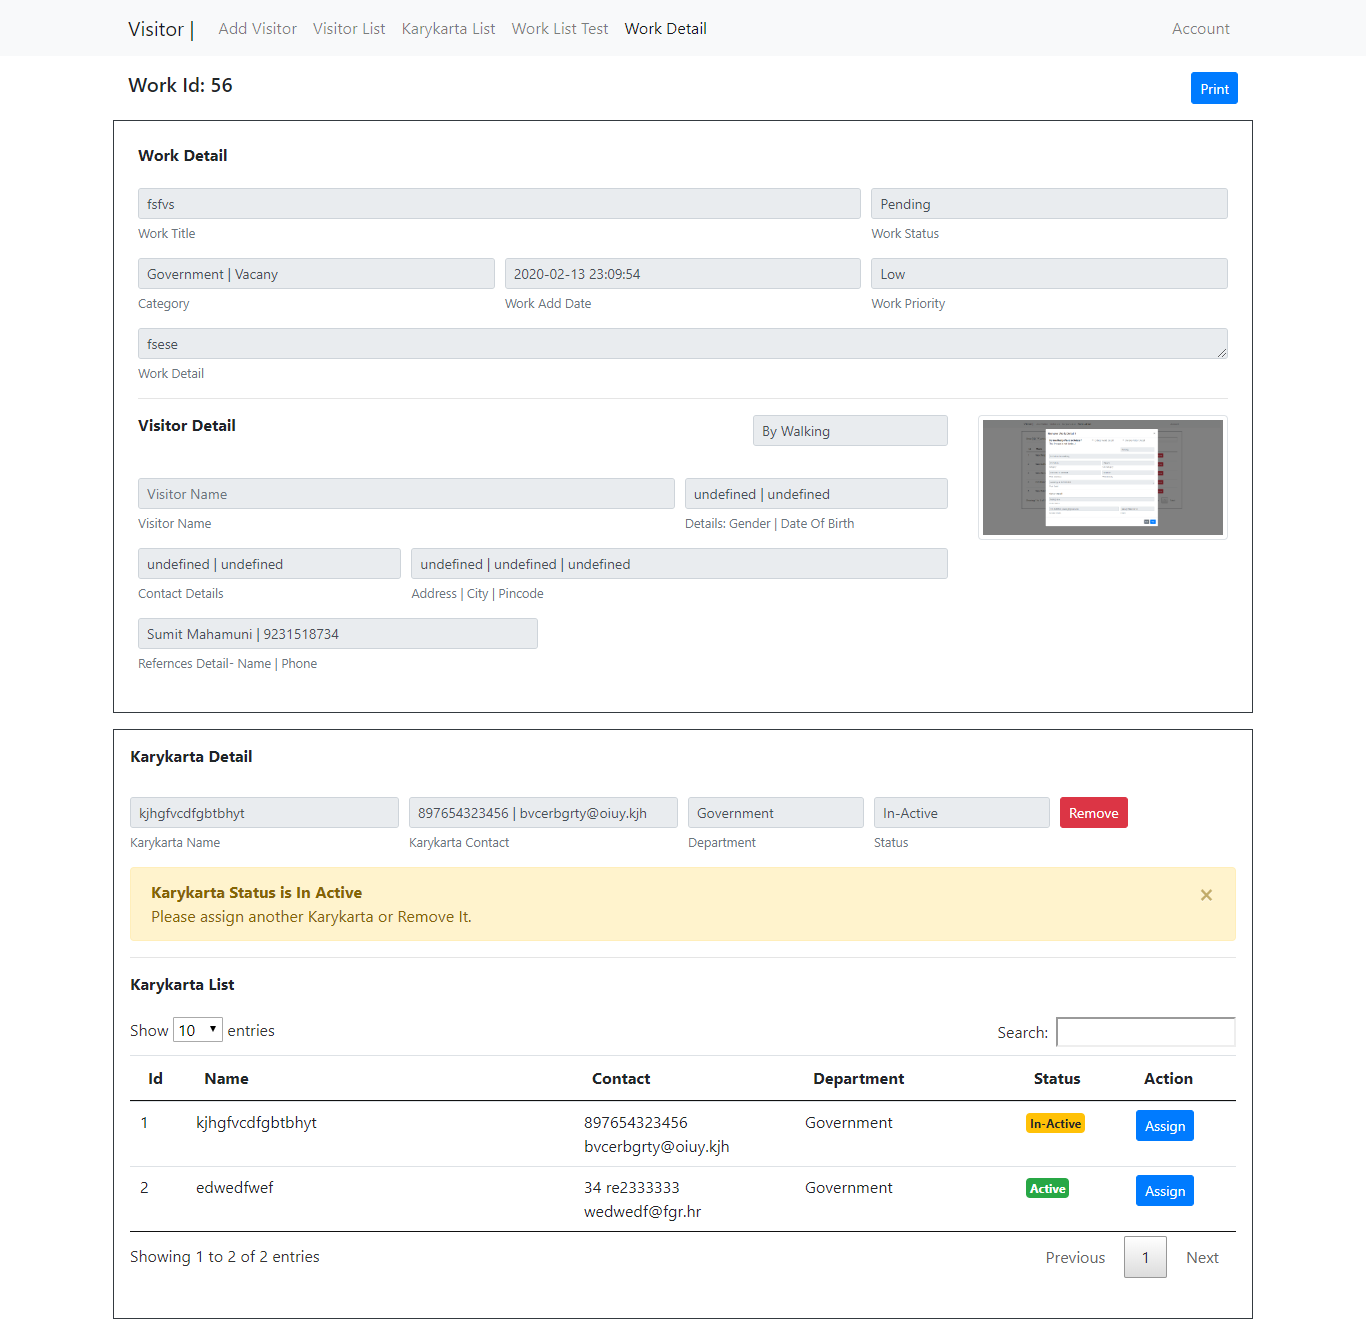 Visitor | Add Visitor Visitor List Karykarta List Work List Test Work Detail Account
Work Id: 56 Print
Work Detail
fsfvs Pending
Work Title Work Status
Government | Vacany 2020-02-13 23:09:54 Low
Category Work Add Date Work Priority
fsese
Work Detail
Visitor Detail By Walking
Visitor Name undefined | undefined
Visitor Name Details: Gender | Date Of Birth
undefined | undefined undefined | undefined | undefined
Contact Details Address | City | Pincode
Sumit Mahamuni | 9231518734
Refernces Detail- Name | Phone
Karykarta Detail
kjhgfvcdfgbtbhyt 897654323456 | bvcerbgrty@oiuy.kjh Government In-Active Remove
Karykarta Name Karykarta Contact Department Status
Karykarta Status is In Active ×
Please assign another Karykarta or Remove It.
Karykarta List
Show 10 entries Search:
Id Name Contact Department Status Action
1 kjhgfvcdfgbtbhyt 897654323456 Government In-Active Assign
bvcerbgrty@oiuy.kjh
2 edwedfwef 34 re2333333 Government Active Assign
wedwedf@fgr.hr
Showing 1 to 2 of 2 entries Previous 1 Next